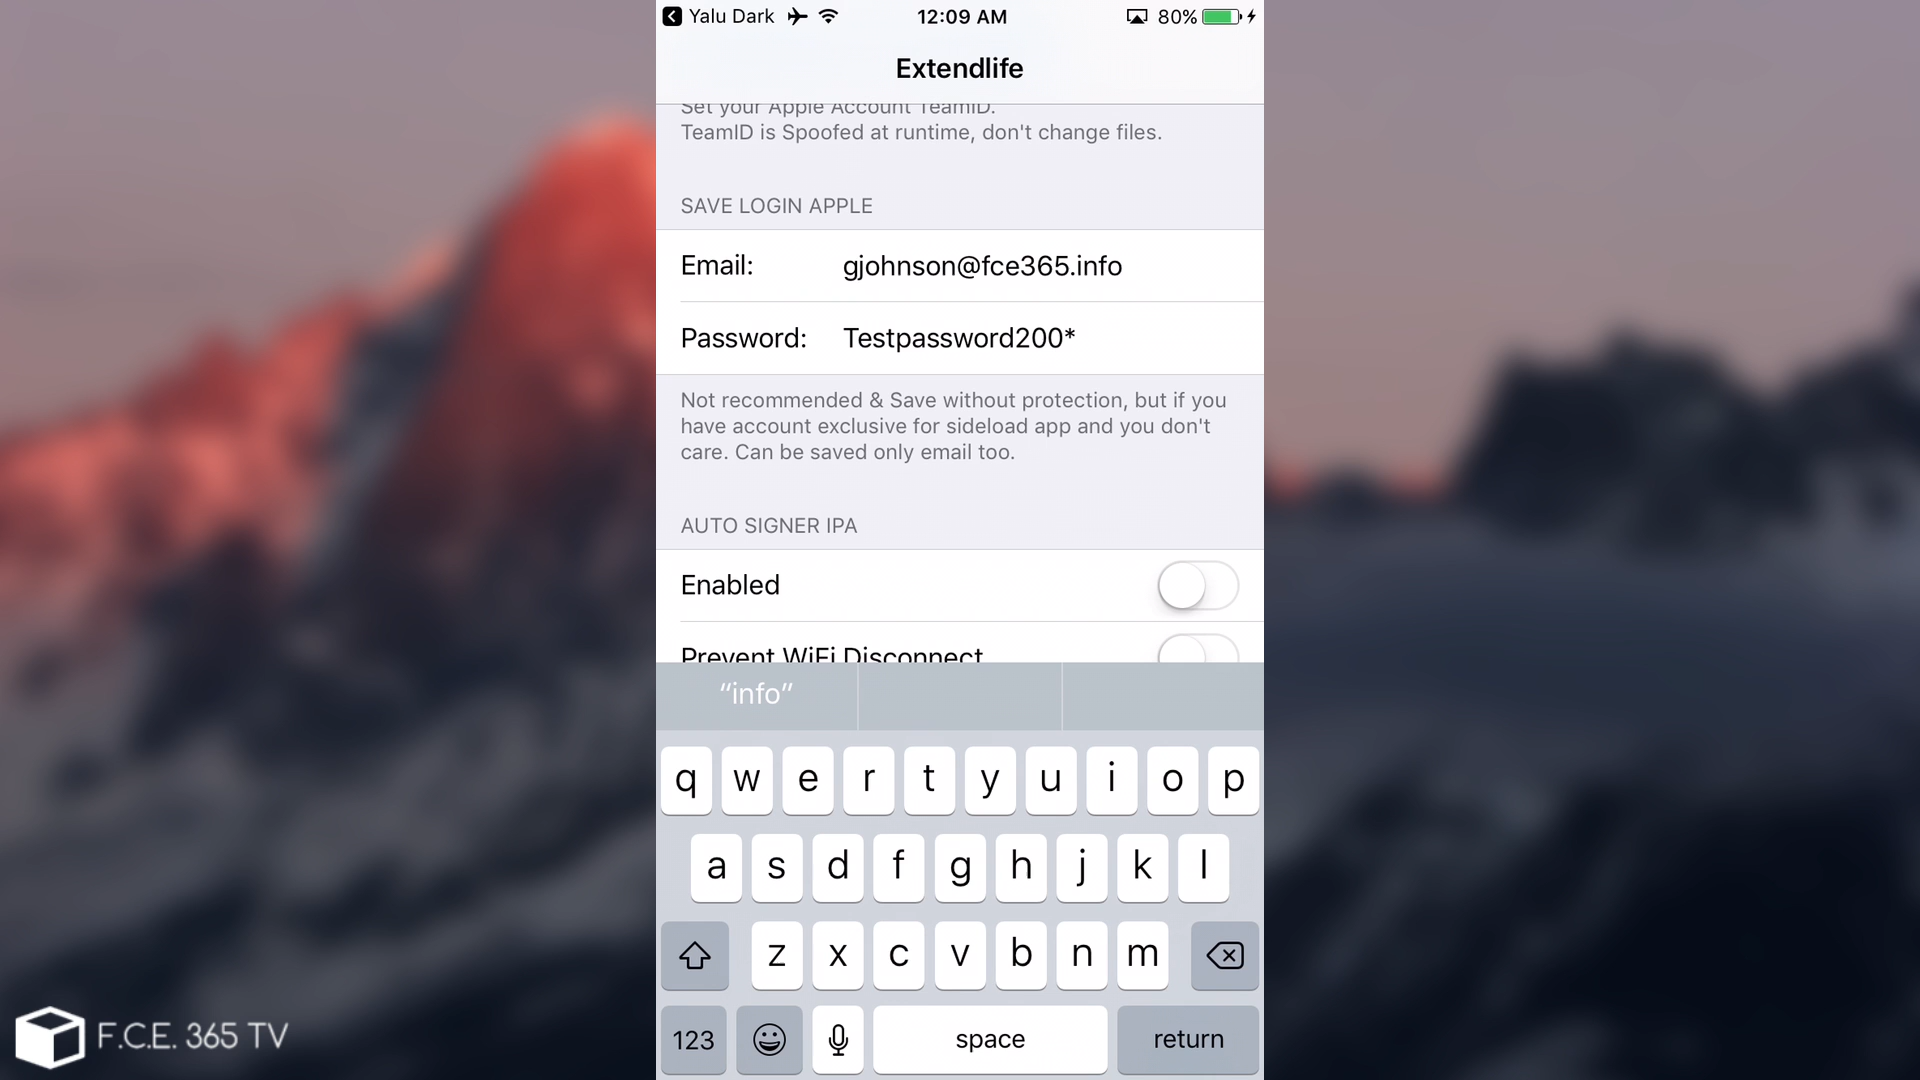 Yalu Dark
12:09 AM
80%
Extendlife
Set your Apple Account TeamID.
TeamID is Spoofed at runtime, don't change files.
SAVE LOGIN APPLE
Email: gjohnson@fce365.info
Password: Testpassword200*
Not recommended & Save without protection, but if you
have account exclusive for sideload app and you don't
care. Can be saved only email too.
AUTO SIGNER IPA
Enabled
Prevent WiFi Disconnect
“info”
q w e r t y u i o p
a s d f g h j k l
z x c v b n m
123 space return
F.C.E. 365 TV